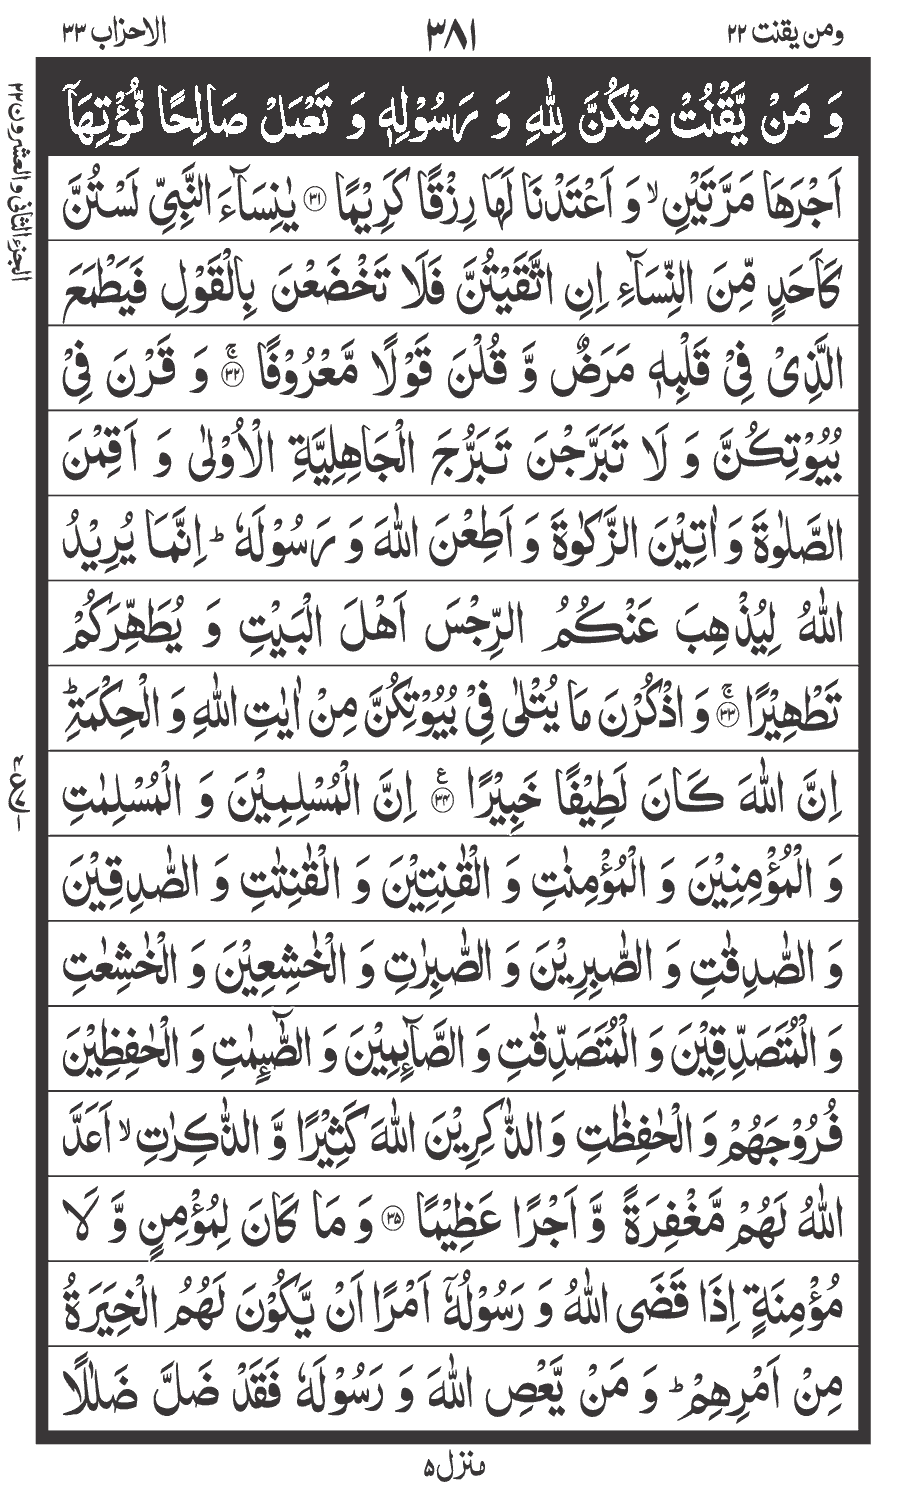 ومن یقنت ۲۲
۳۸۱
الاحزاب ۳۳
وَ مَنْ یَّقْنُتْ مِنْكُنَّ لِلّٰهِ وَ رَسُوْلِهٖ وَ تَعْمَلْ صَالِحًا نُّؤْتِهَاۤ
اَجْرَهَا مَرَّتَیْنِ ۙ وَ اَعْتَدْنَا لَهَا رِزْقًا كَرِیْمًا ۝۳۱ یٰنِسَآءَ النَّبِیِّ لَسْتُنَّ
كَاَحَدٍ مِّنَ النِّسَآءِ اِنِ اتَّقَیْتُنَّ فَلَا تَخْضَعْنَ بِالْقَوْلِ فَیَطْمَعَ
الَّذِیْ فِیْ قَلْبِهٖ مَرَضٌ وَّ قُلْنَ قَوْلًا مَّعْرُوْفًا ۝۳۲ۚ وَ قَرْنَ فِیْ
بُیُوْتِكُنَّ وَ لَا تَبَرَّجْنَ تَبَرُّجَ الْجَاهِلِیَّةِ الْاُوْلٰى وَ اَقِمْنَ
الصَّلٰوةَ وَ اٰتِیْنَ الزَّكٰوةَ وَ اَطِعْنَ اللّٰهَ وَ رَسُوْلَهٗ ؕ اِنَّمَا یُرِیْدُ
اللّٰهُ لِیُذْهِبَ عَنْكُمُ الرِّجْسَ اَهْلَ الْبَیْتِ وَ یُطَهِّرَكُمْ
تَطْهِیْرًا ۝۳۳ۚ وَ اذْكُرْنَ مَا یُتْلٰى فِیْ بُیُوْتِكُنَّ مِنْ اٰیٰتِ اللّٰهِ وَ الْحِكْمَةِ ؕ
اِنَّ اللّٰهَ كَانَ لَطِیْفًا خَبِیْرًا ۝۳۴ع اِنَّ الْمُسْلِمِیْنَ وَ الْمُسْلِمٰتِ
وَ الْمُؤْمِنِیْنَ وَ الْمُؤْمِنٰتِ وَ الْقٰنِتِیْنَ وَ الْقٰنِتٰتِ وَ الصّٰدِقِیْنَ
وَ الصّٰدِقٰتِ وَ الصّٰبِرِیْنَ وَ الصّٰبِرٰتِ وَ الْخٰشِعِیْنَ وَ الْخٰشِعٰتِ
وَ الْمُتَصَدِّقِیْنَ وَ الْمُتَصَدِّقٰتِ وَ الصَّآىِٕمِیْنَ وَ الصّٰٓىِٕمٰتِ وَ الْحٰفِظِیْنَ
فُرُوْجَهُمْ وَ الْحٰفِظٰتِ وَ الذّٰكِرِیْنَ اللّٰهَ كَثِیْرًا وَّ الذّٰكِرٰتِ ۙ اَعَدَّ
اللّٰهُ لَهُمْ مَّغْفِرَةً وَّ اَجْرًا عَظِیْمًا ۝۳۵ وَ مَا كَانَ لِمُؤْمِنٍ وَّ لَا
مُؤْمِنَةٍ اِذَا قَضَى اللّٰهُ وَ رَسُوْلُهٗۤ اَمْرًا اَنْ یَّكُوْنَ لَهُمُ الْخِیَرَةُ
مِنْ اَمْرِهِمْ ؕ وَ مَنْ یَّعْصِ اللّٰهَ وَ رَسُوْلَهٗ فَقَدْ ضَلَّ ضَلٰلًا
منزل ۵
الجزء الثانی والعشرون ۲۲